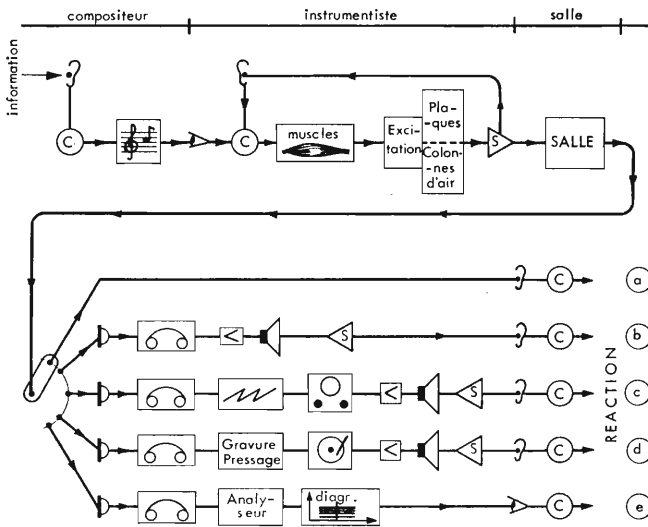 compositeur
instrumentiste
salle
information
C
muscles
Exci-
tation
Pla-
-ques
Colon-
-nes
d'air
S
C
SALLE
C
a
S
C
b
S
C
c
Gravure
Pressage
S
C
d
Analy-
seur
diagr.
C
e
REACTION